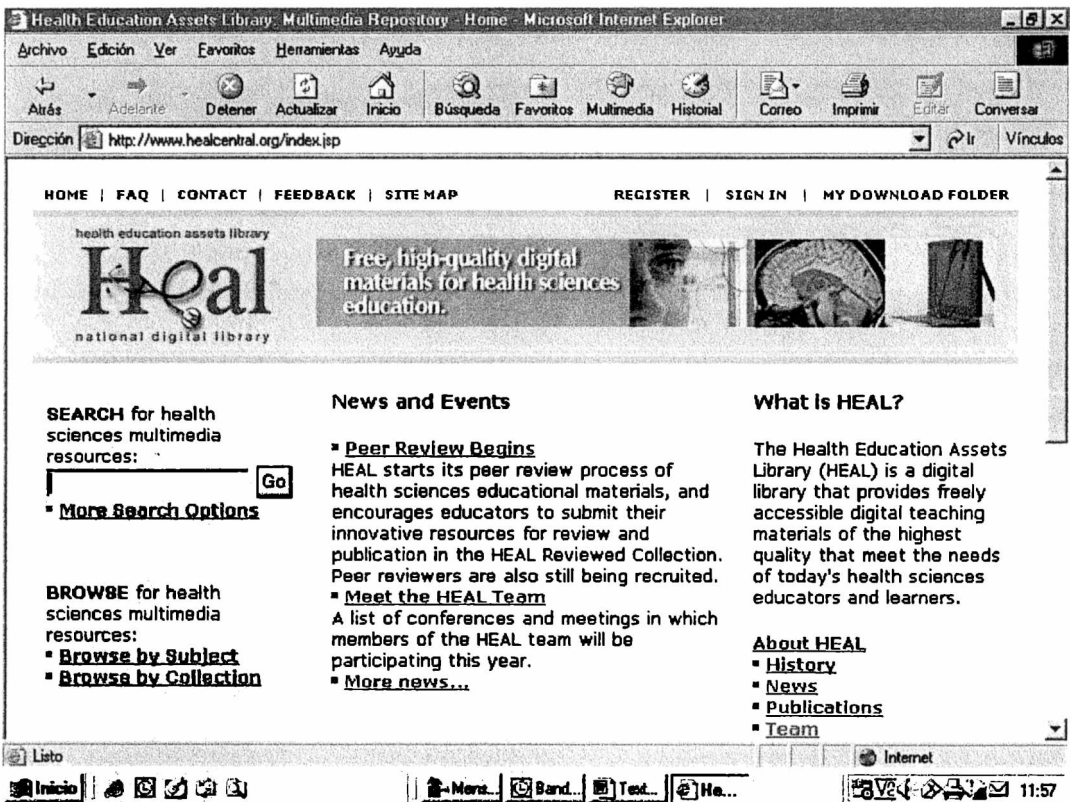 Health Education Assets Library: Multimedia Repository - Home - Microsoft Internet Explorer
Archivo Edición Ver Favoritos Herramientas Ayuda
Atrás Adelante Detener Actualizar Inicio Búsqueda Favoritos Multimedia Historial Correo Imprimir Editar Conversar
Dirección http://www.healcentral.org/index.jsp Ir Vínculos
HOME | FAQ | CONTACT | FEEDBACK | SITE MAP REGISTER | SIGN IN | MY DOWNLOAD FOLDER
health education assets library
Heal
national digital library
Free, high-quality digital
materials for health sciences
education.
SEARCH for health
sciences multimedia
resources:
Go
More Search Options
BROWSE for health
sciences multimedia
resources:
Browse by Subject
Browse by Collection
News and Events
Peer Review Begins
HEAL starts its peer review process of
health sciences educational materials, and
encourages educators to submit their
innovative resources for review and
publication in the HEAL Reviewed Collection.
Peer reviewers are also still being recruited.
Meet the HEAL Team
A list of conferences and meetings in which
members of the HEAL team will be
participating this year.
More news...
What is HEAL?
The Health Education Assets
Library (HEAL) is a digital
library that provides freely
accessible digital teaching
materials of the highest
quality that meet the needs
of today's health sciences
educators and learners.
About HEAL
History
News
Publications
Team
Listo Internet
Inicio Mens... Band... Text... He... 11:57